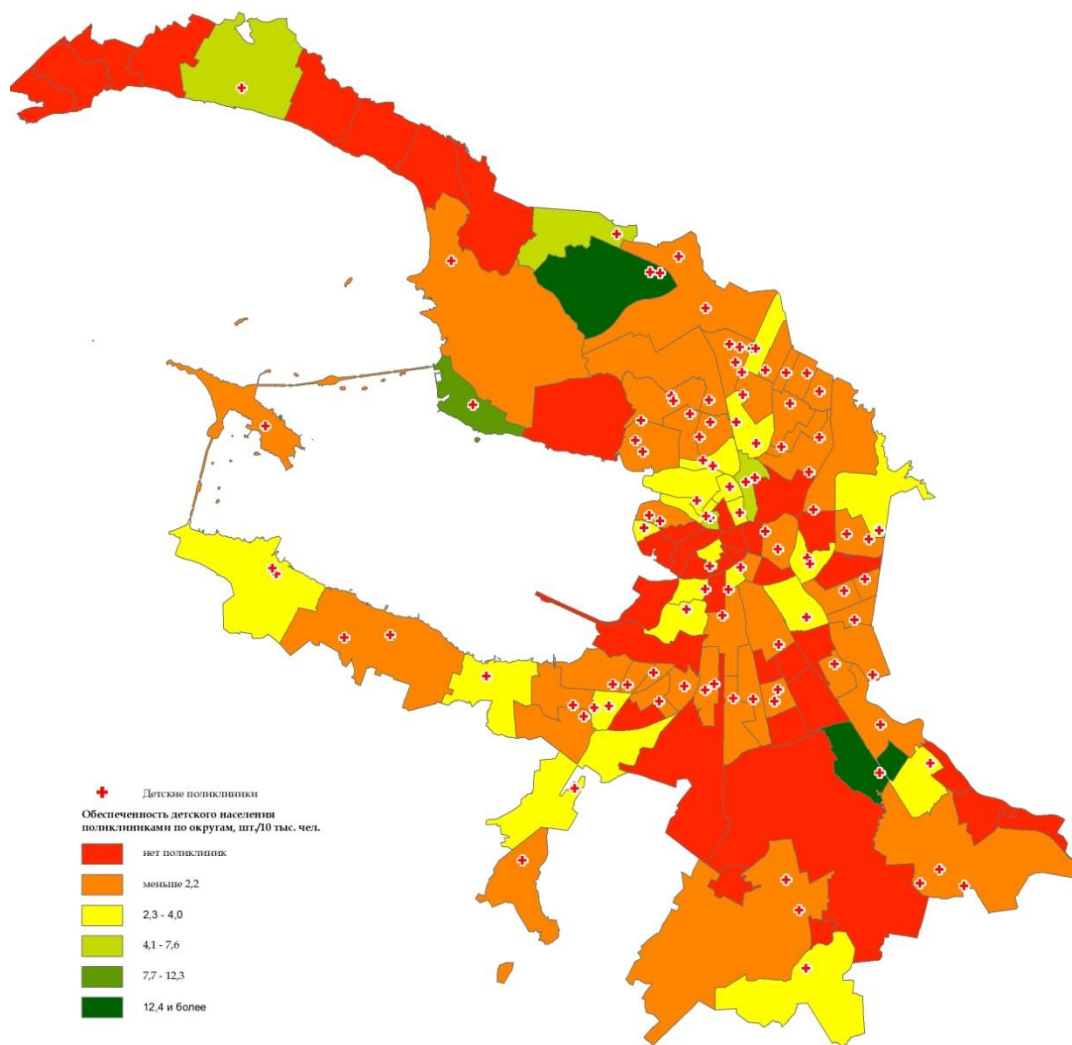 Детские поликлиники
Обеспеченность детского населения
поликлиниками по округам, шт./10 тыс. чел.
нет поликлиник
меньше 2,2
2,3 - 4,0
4,1 - 7,6
7,7 - 12,3
12,4 и более